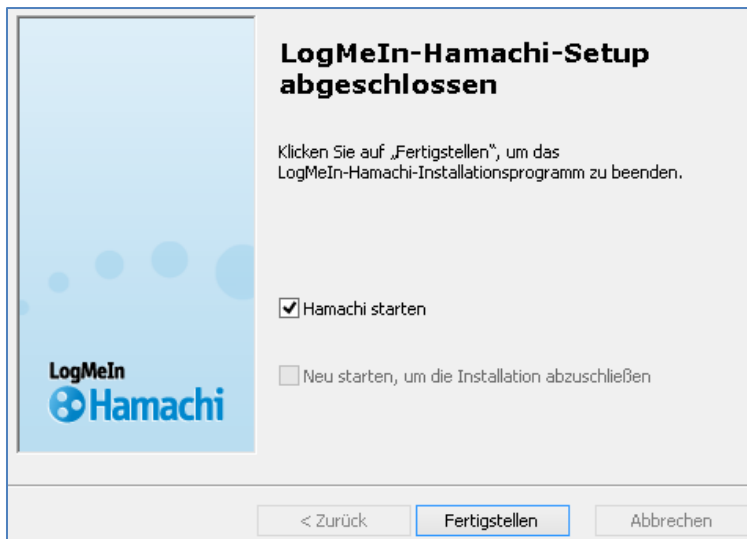 LogMeIn-Hamachi-Setup
abgeschlossen
Klicken Sie auf „Fertigstellen“, um das
LogMeIn-Hamachi-Installationsprogramm zu beenden.
Hamachi starten
Neu starten, um die Installation abzuschließen
LogMeIn
Hamachi
< Zurück
Fertigstellen
Abbrechen